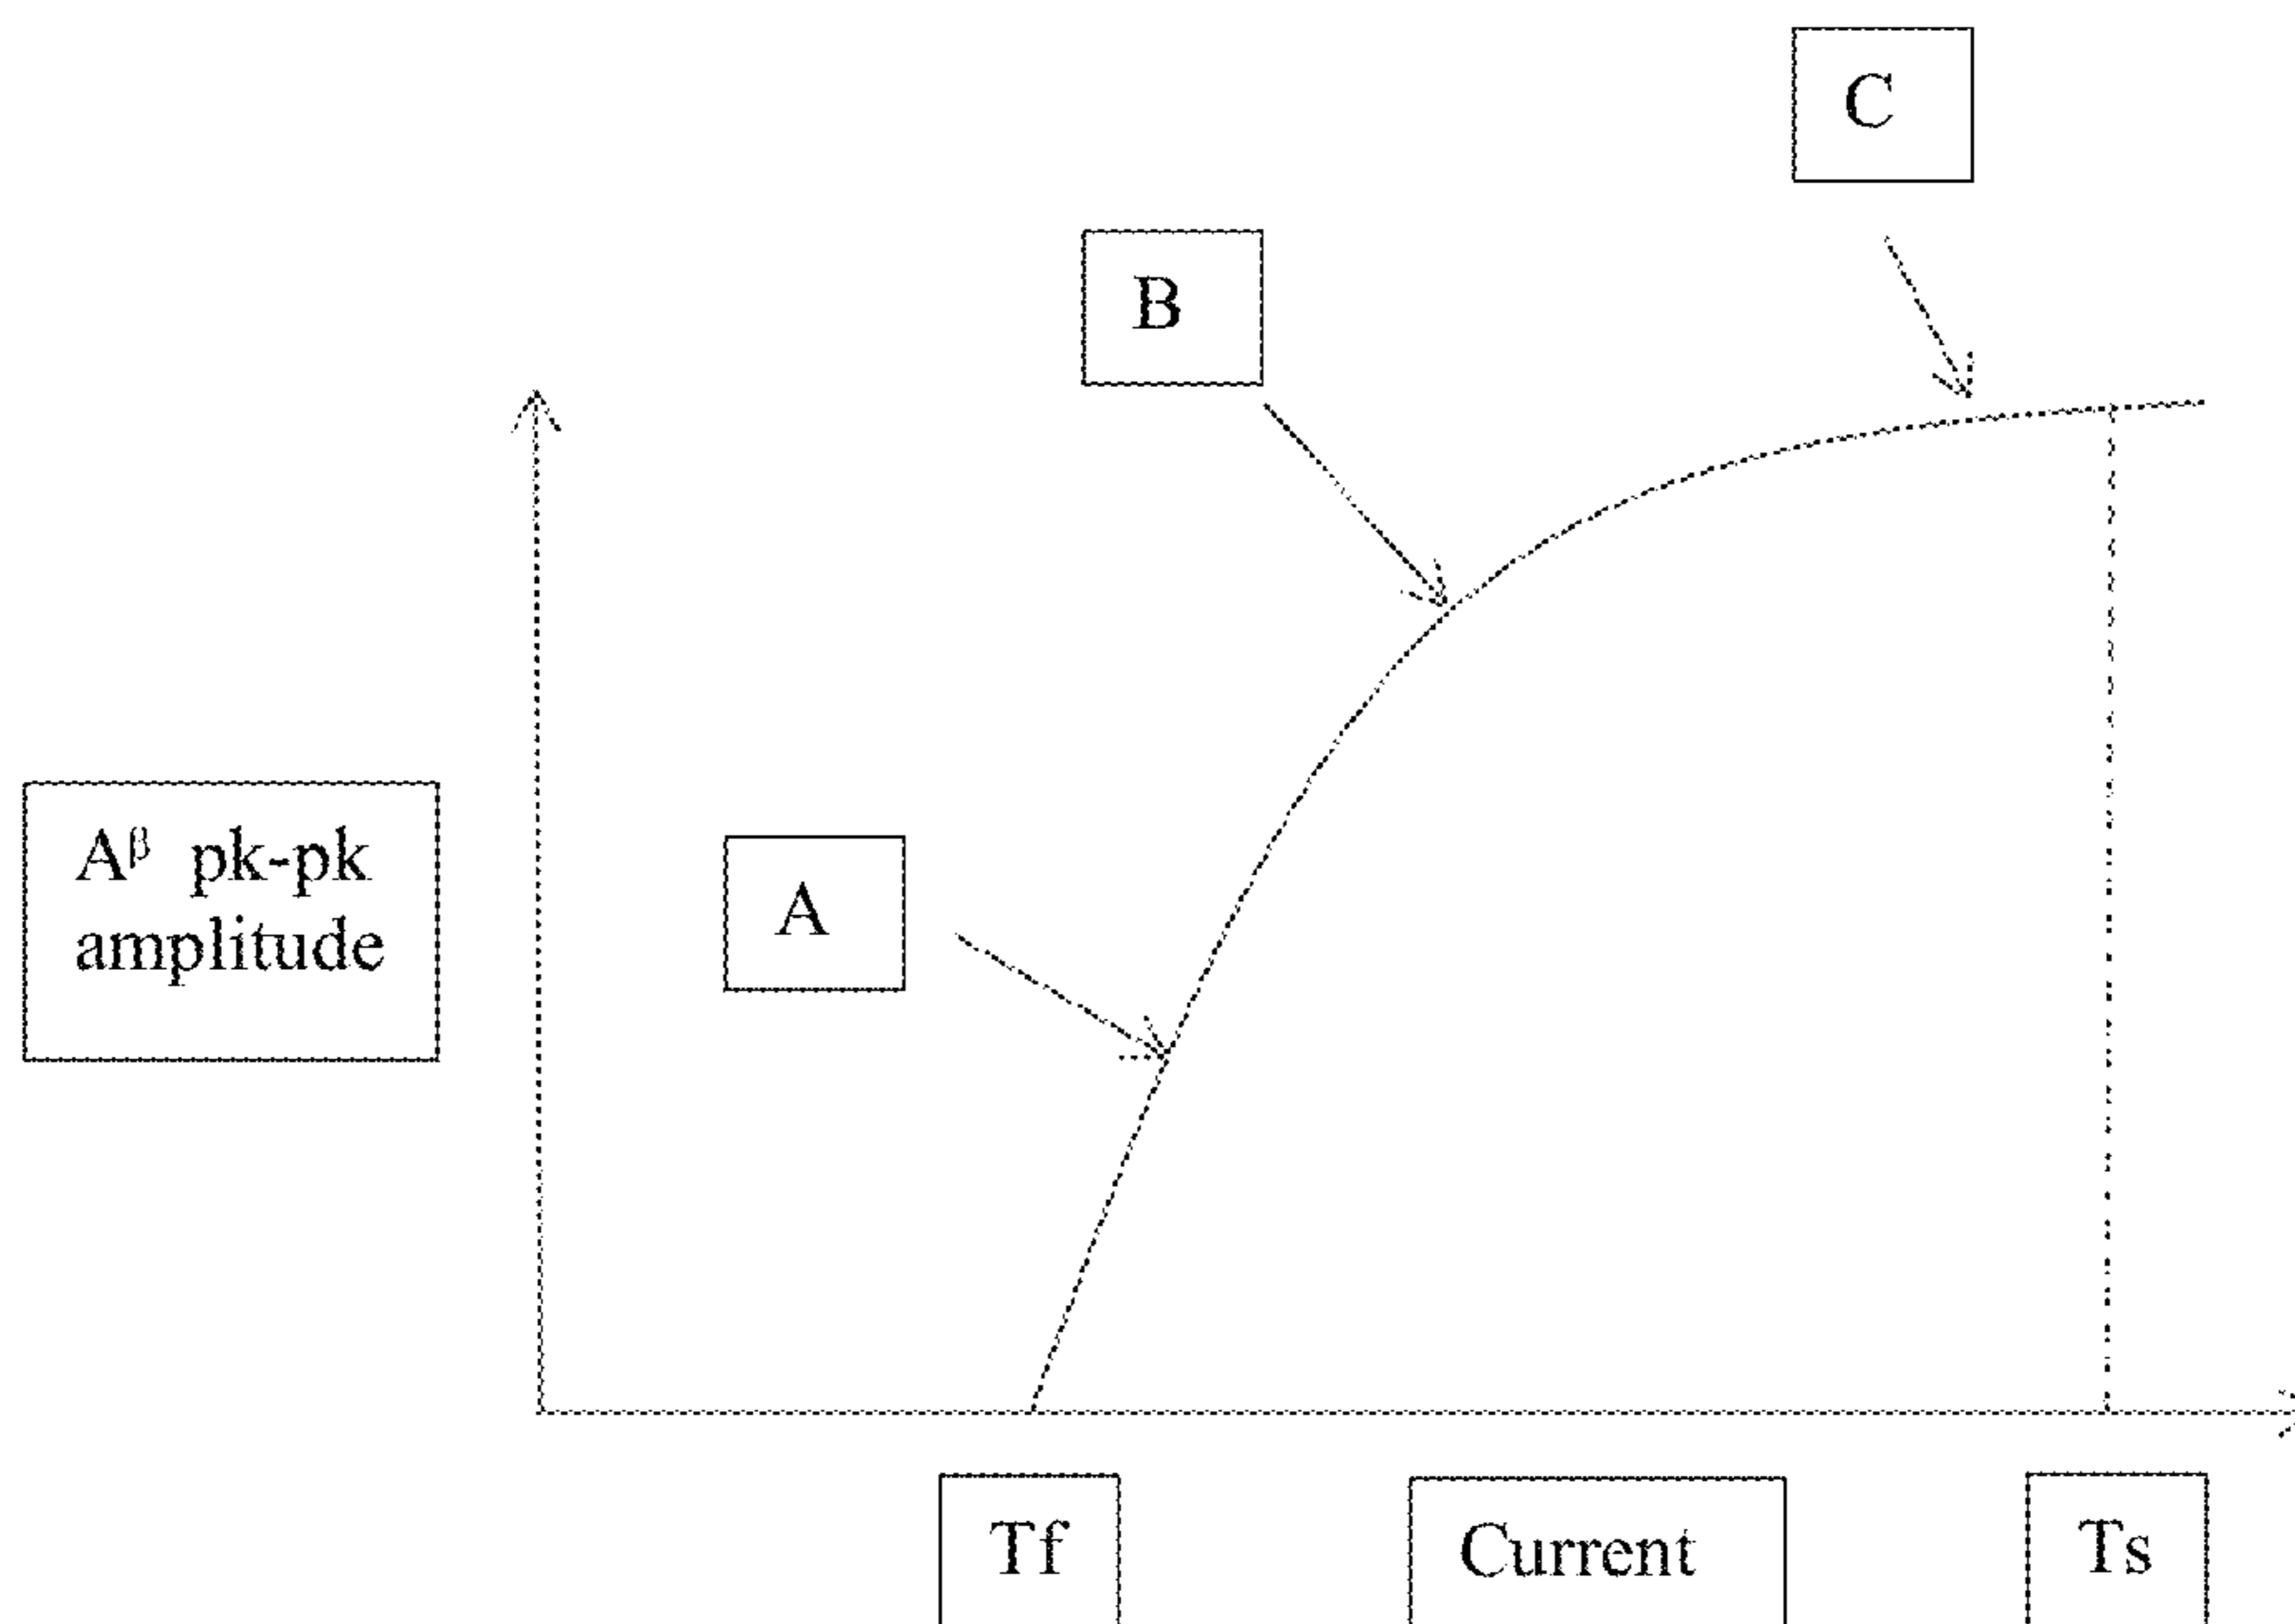 C
B
A
Aᵝ pk-pk
amplitude
Tf
Current
Ts